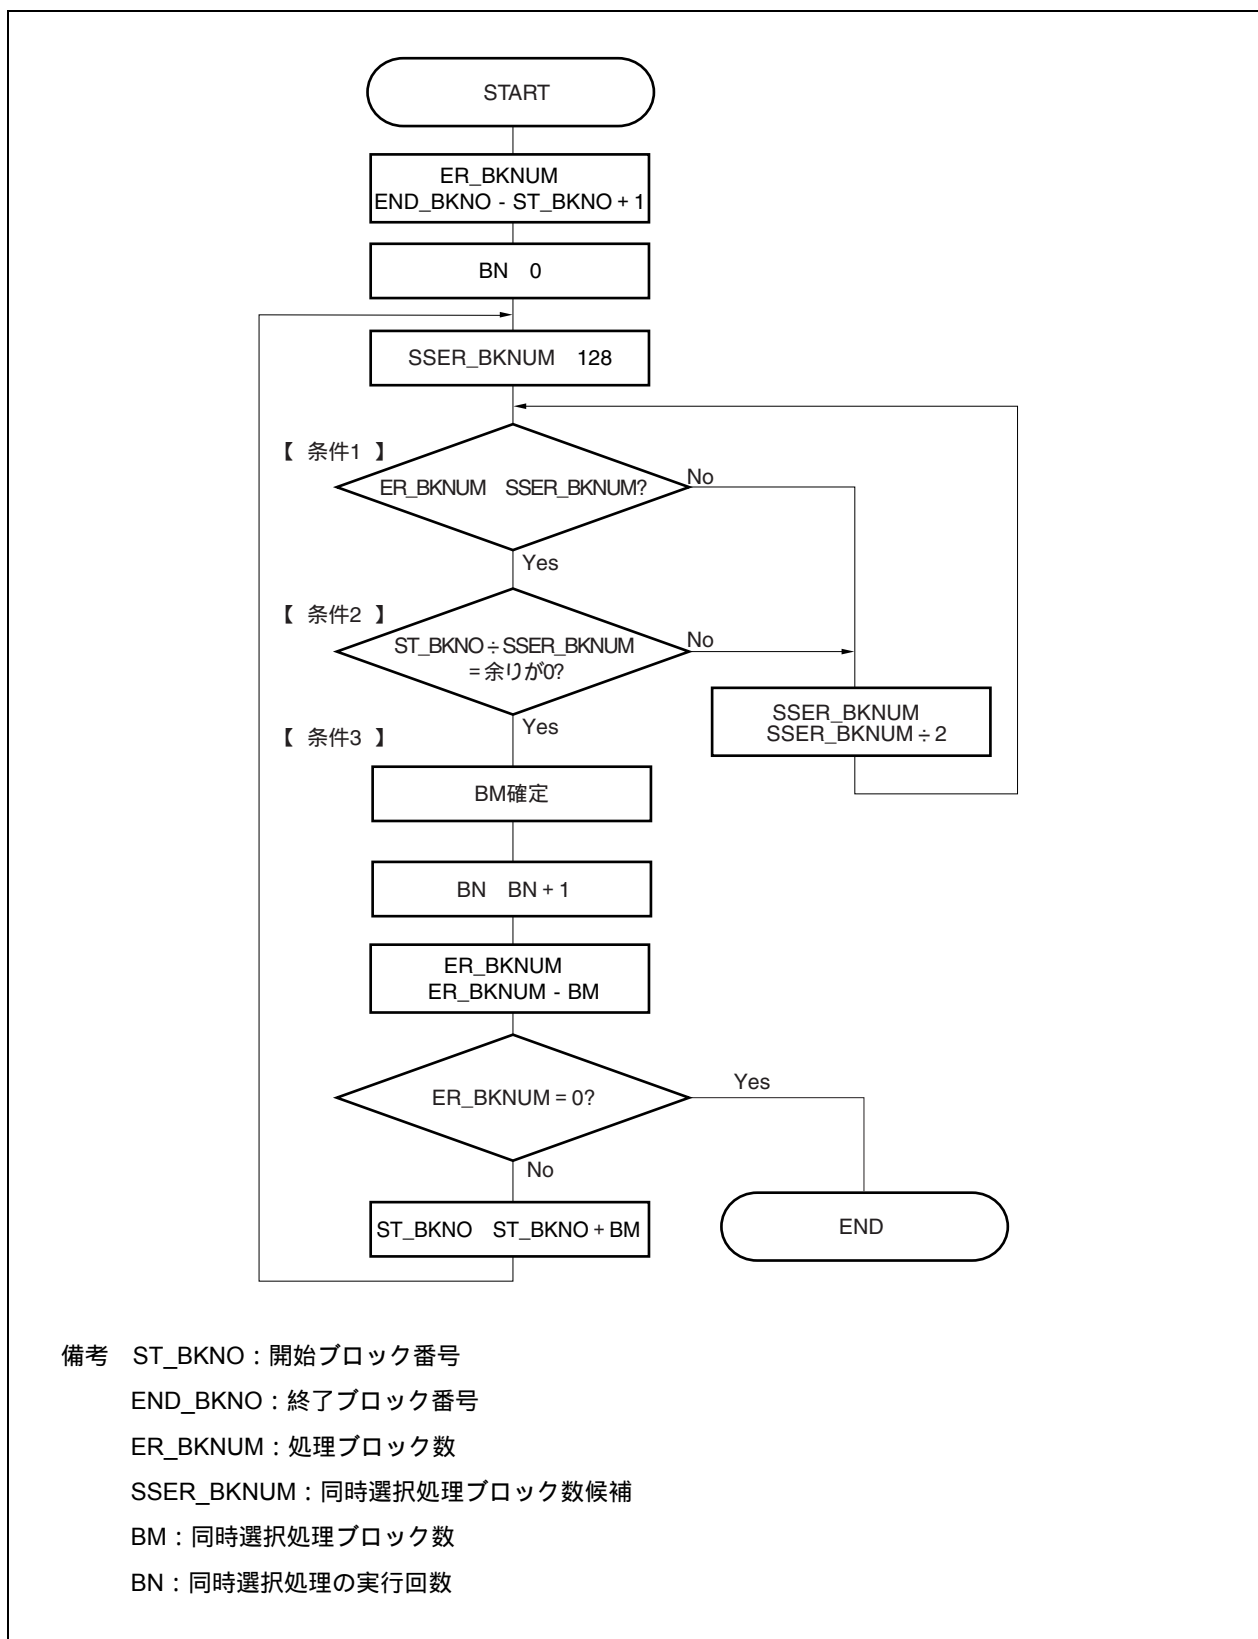 START
ER_BKNUM
END_BKNO - ST_BKNO + 1
BN 0
SSER_BKNUM 128
【 条件1 】
ER_BKNUM SSER_BKNUM?
No
Yes
【 条件2 】
ST_BKNO÷SSER_BKNUM
=余りが0?
No
SSER_BKNUM
SSER_BKNUM÷2
Yes
【 条件3 】
BM確定
BN BN + 1
ER_BKNUM
ER_BKNUM - BM
ER_BKNUM = 0?
Yes
No
ST_BKNO ST_BKNO + BM
END
備考 ST_BKNO：開始ブロック番号
END_BKNO：終了ブロック番号
ER_BKNUM：処理ブロック数
SSER_BKNUM：同時選択処理ブロック数候補
BM：同時選択処理ブロック数
BN：同時選択処理の実行回数